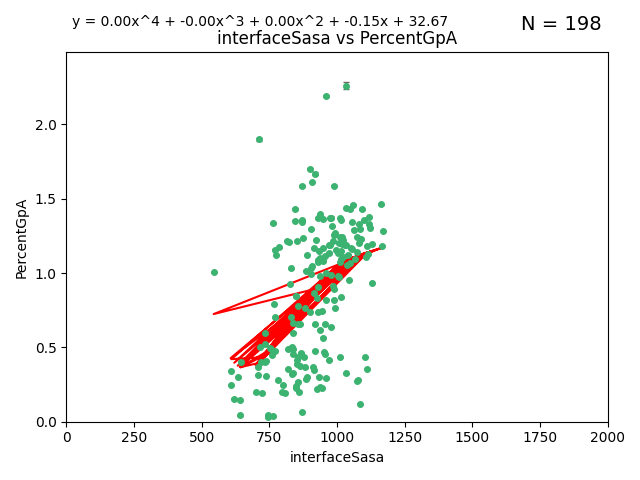 y = 0.00x^4 + -0.00x^3 + 0.00x^2 + -0.15x + 32.67
N = 198
interfaceSasa vs PercentGpA
PercentGpA
2.0
1.5
1.0
0.5
0.0
0 250 500 750 1000 1250 1500 1750 2000
interfaceSasa